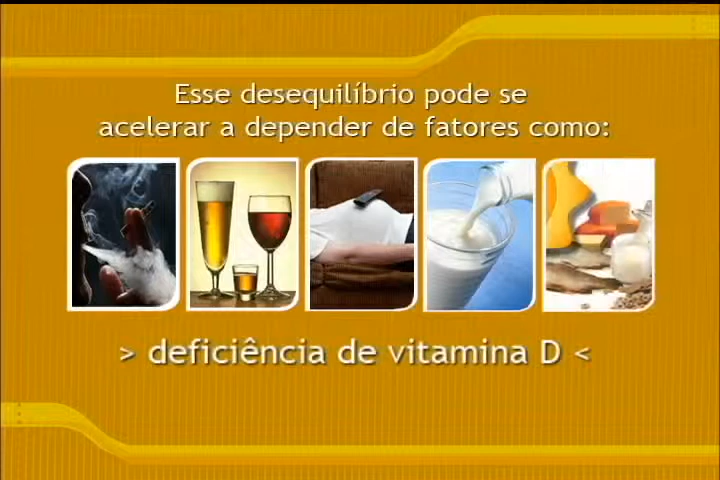 Esse desequilíbrio pode se
acelerar a depender de fatores como:
> deficiência de vitamina D <